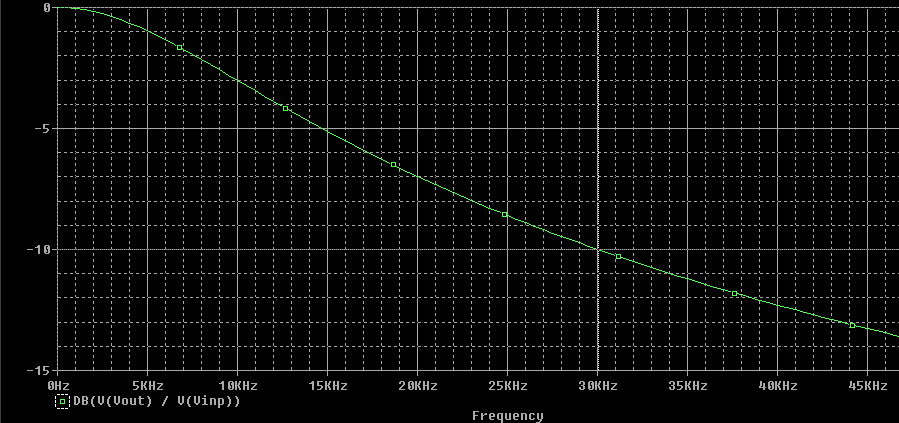 0
-5
-10
-15
0Hz 5KHz 10KHz 15KHz 20KHz 25KHz 30KHz 35KHz 40KHz 45KHz
DB(V(Vout) / V(Vinp))
Frequency